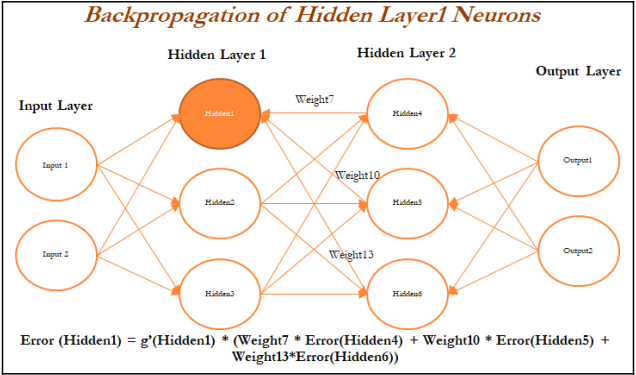 Backpropagation of Hidden Layer1 Neurons
Hidden Layer 1
Hidden Layer 2
Output Layer
Input Layer
Weight7
Hidden1
Hidden4
Input 1
Output1
Weight10
Hidden2
Hidden5
Input 2
Output2
Weight13
Hidden3
Hidden6
Error (Hidden1) = g'(Hidden1) * (Weight7 * Error(Hidden4) + Weight10 * Error(Hidden5) +
Weight13*Error(Hidden6))